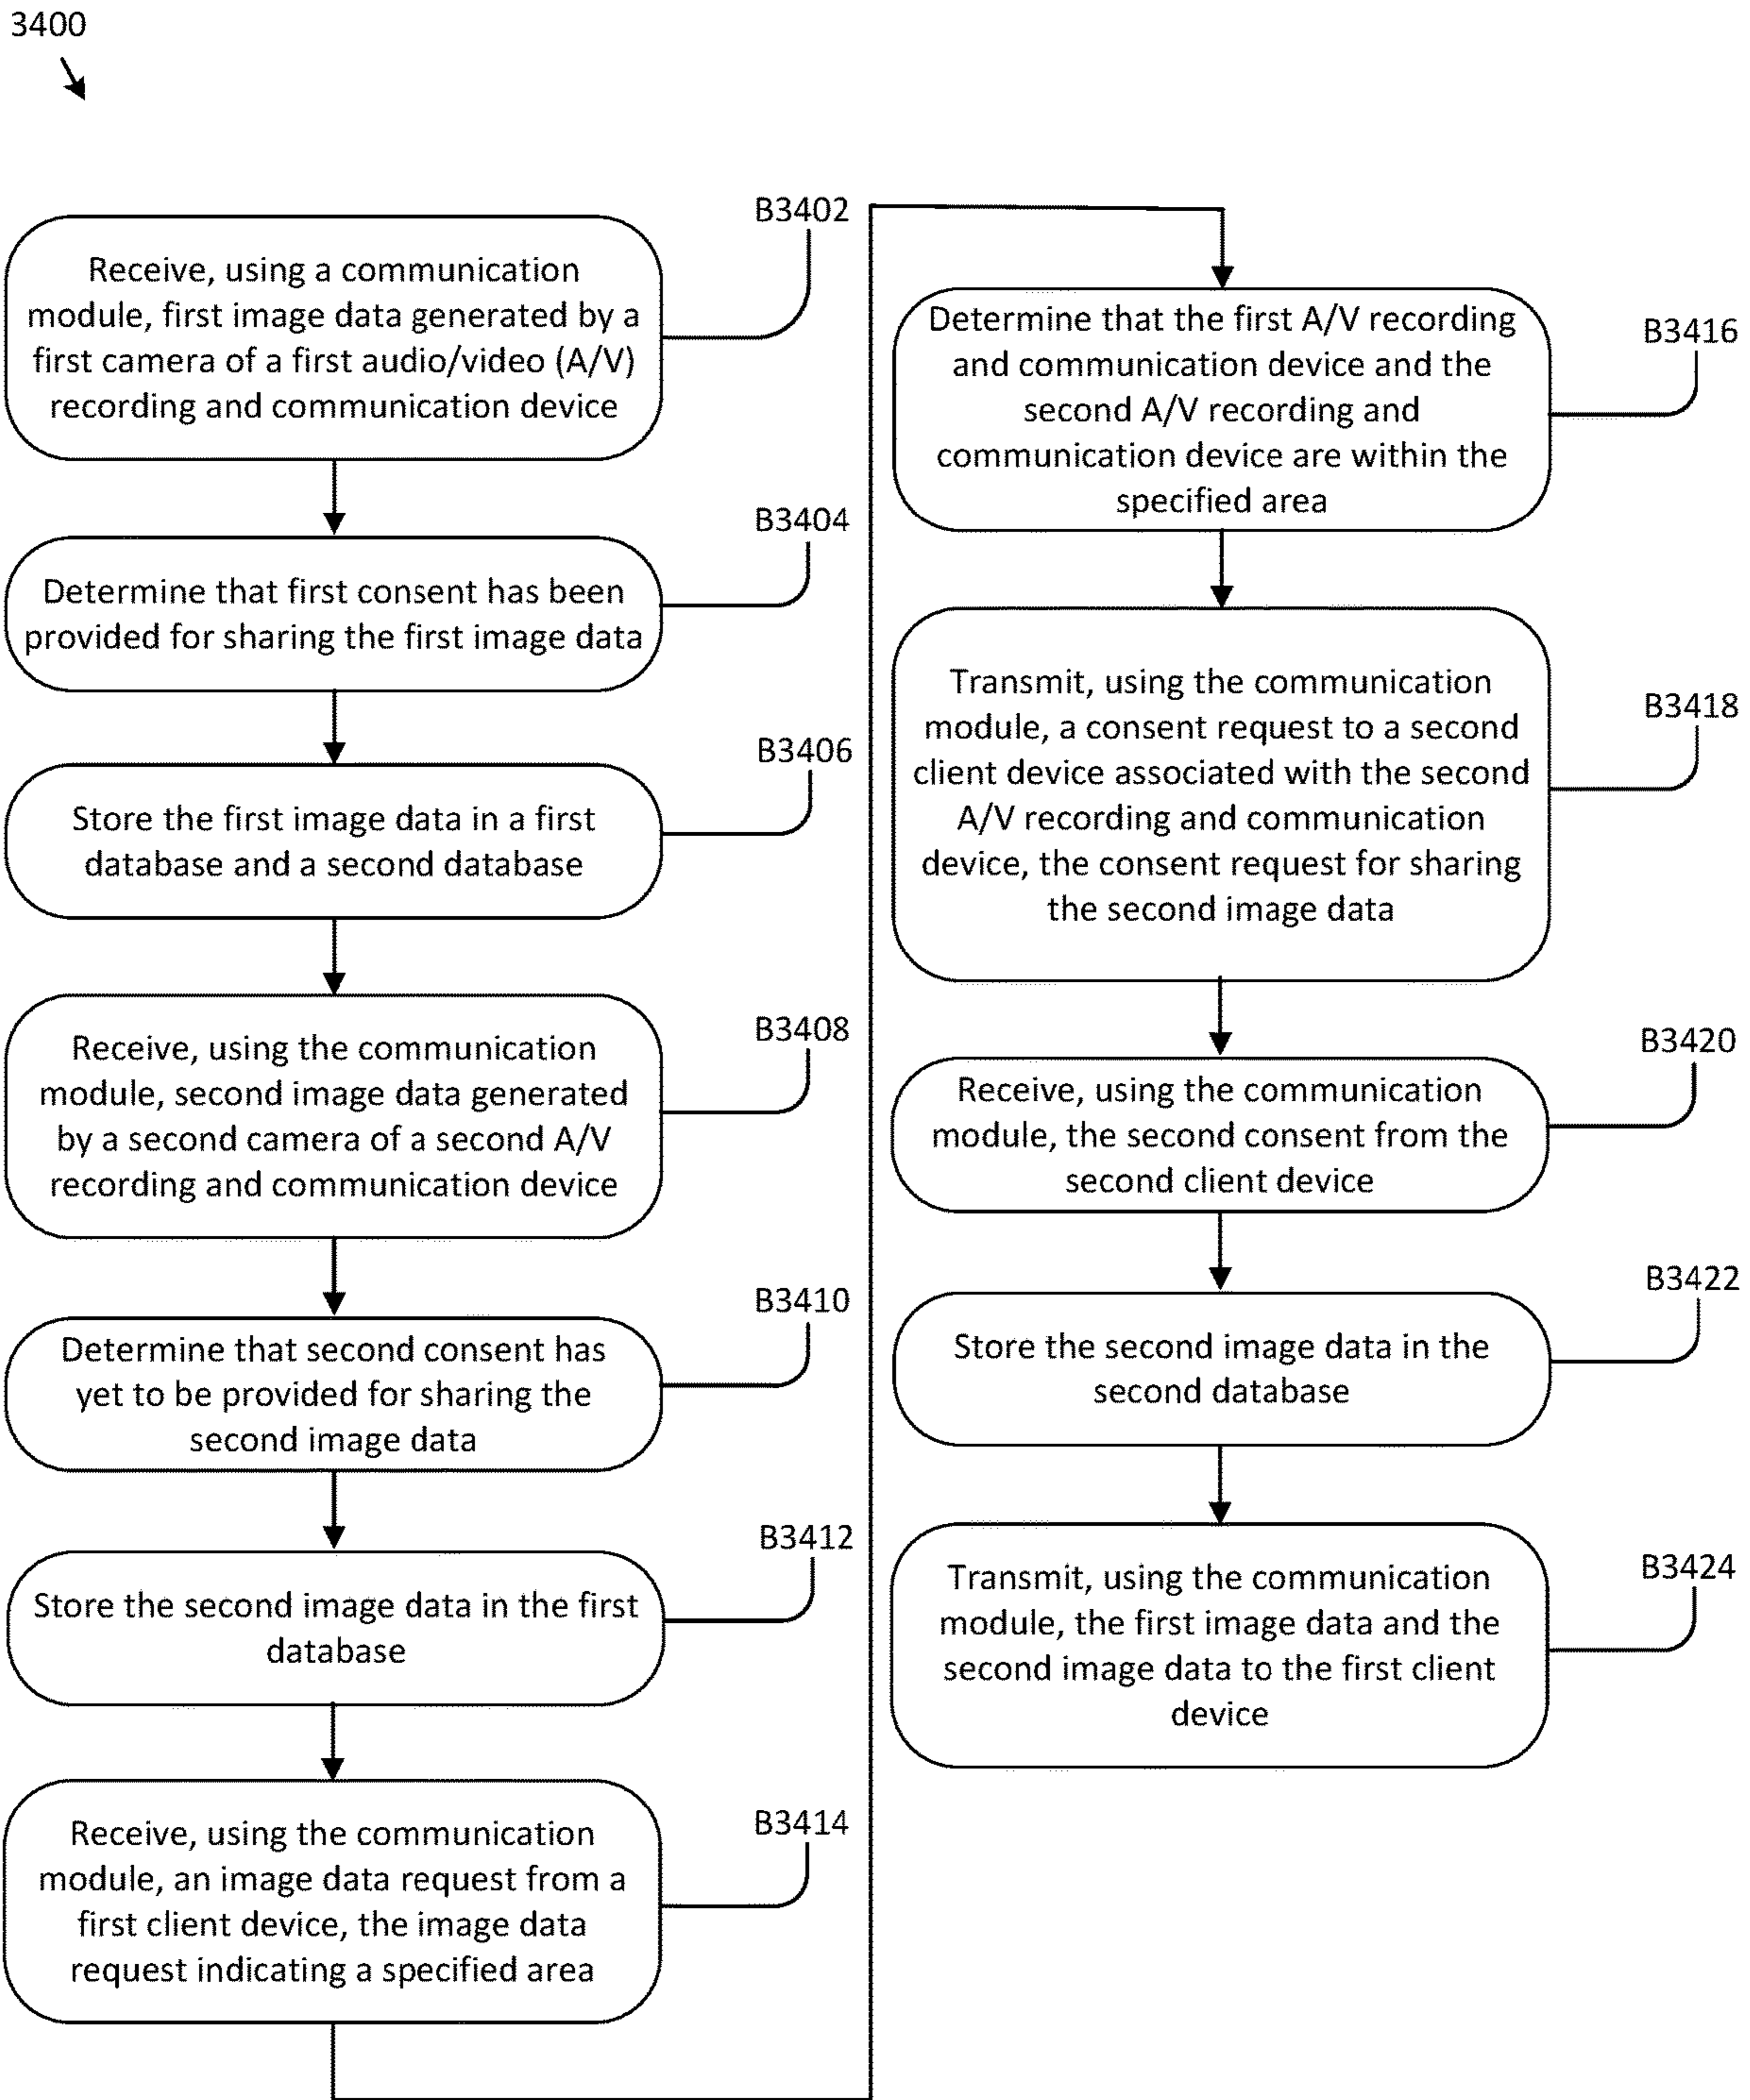 3400
B3402
Receive, using a communication
module, first image data generated by a
first camera of a first audio/video (A/V)
recording and communication device
B3404
Determine that first consent has been
provided for sharing the first image data
B3406
Store the first image data in a first
database and a second database
B3408
Receive, using the communication
module, second image data generated
by a second camera of a second A/V
recording and communication device
B3410
Determine that second consent has
yet to be provided for sharing the
second image data
B3412
Store the second image data in the first
database
B3414
Receive, using the communication
module, an image data request from a
first client device, the image data
request indicating a specified area
B3416
Determine that the first A/V recording
and communication device and the
second A/V recording and
communication device are within the
specified area
B3418
Transmit, using the communication
module, a consent request to a second
client device associated with the second
A/V recording and communication
device, the consent request for sharing
the second image data
B3420
Receive, using the communication
module, the second consent from the
second client device
B3422
Store the second image data in the
second database
B3424
Transmit, using the communication
module, the first image data and the
second image data to the first client
device